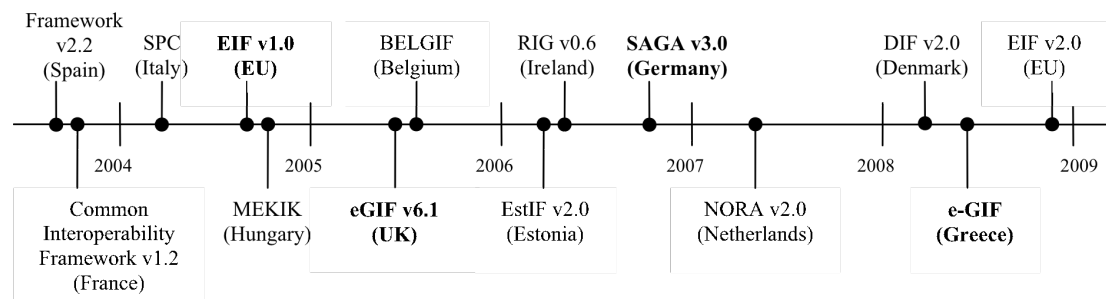 Framework
v2.2
(Spain)
SPC
(Italy)
EIF v1.0
(EU)
BELGIF
(Belgium)
RIG v0.6
(Ireland)
SAGA v3.0
(Germany)
DIF v2.0
(Denmark)
EIF v2.0
(EU)
2004
2005
2006
2007
2008
2009
Common
Interoperability
Framework v1.2
(France)
MEKIK
(Hungary)
eGIF v6.1
(UK)
EstIF v2.0
(Estonia)
NORA v2.0
(Netherlands)
e-GIF
(Greece)